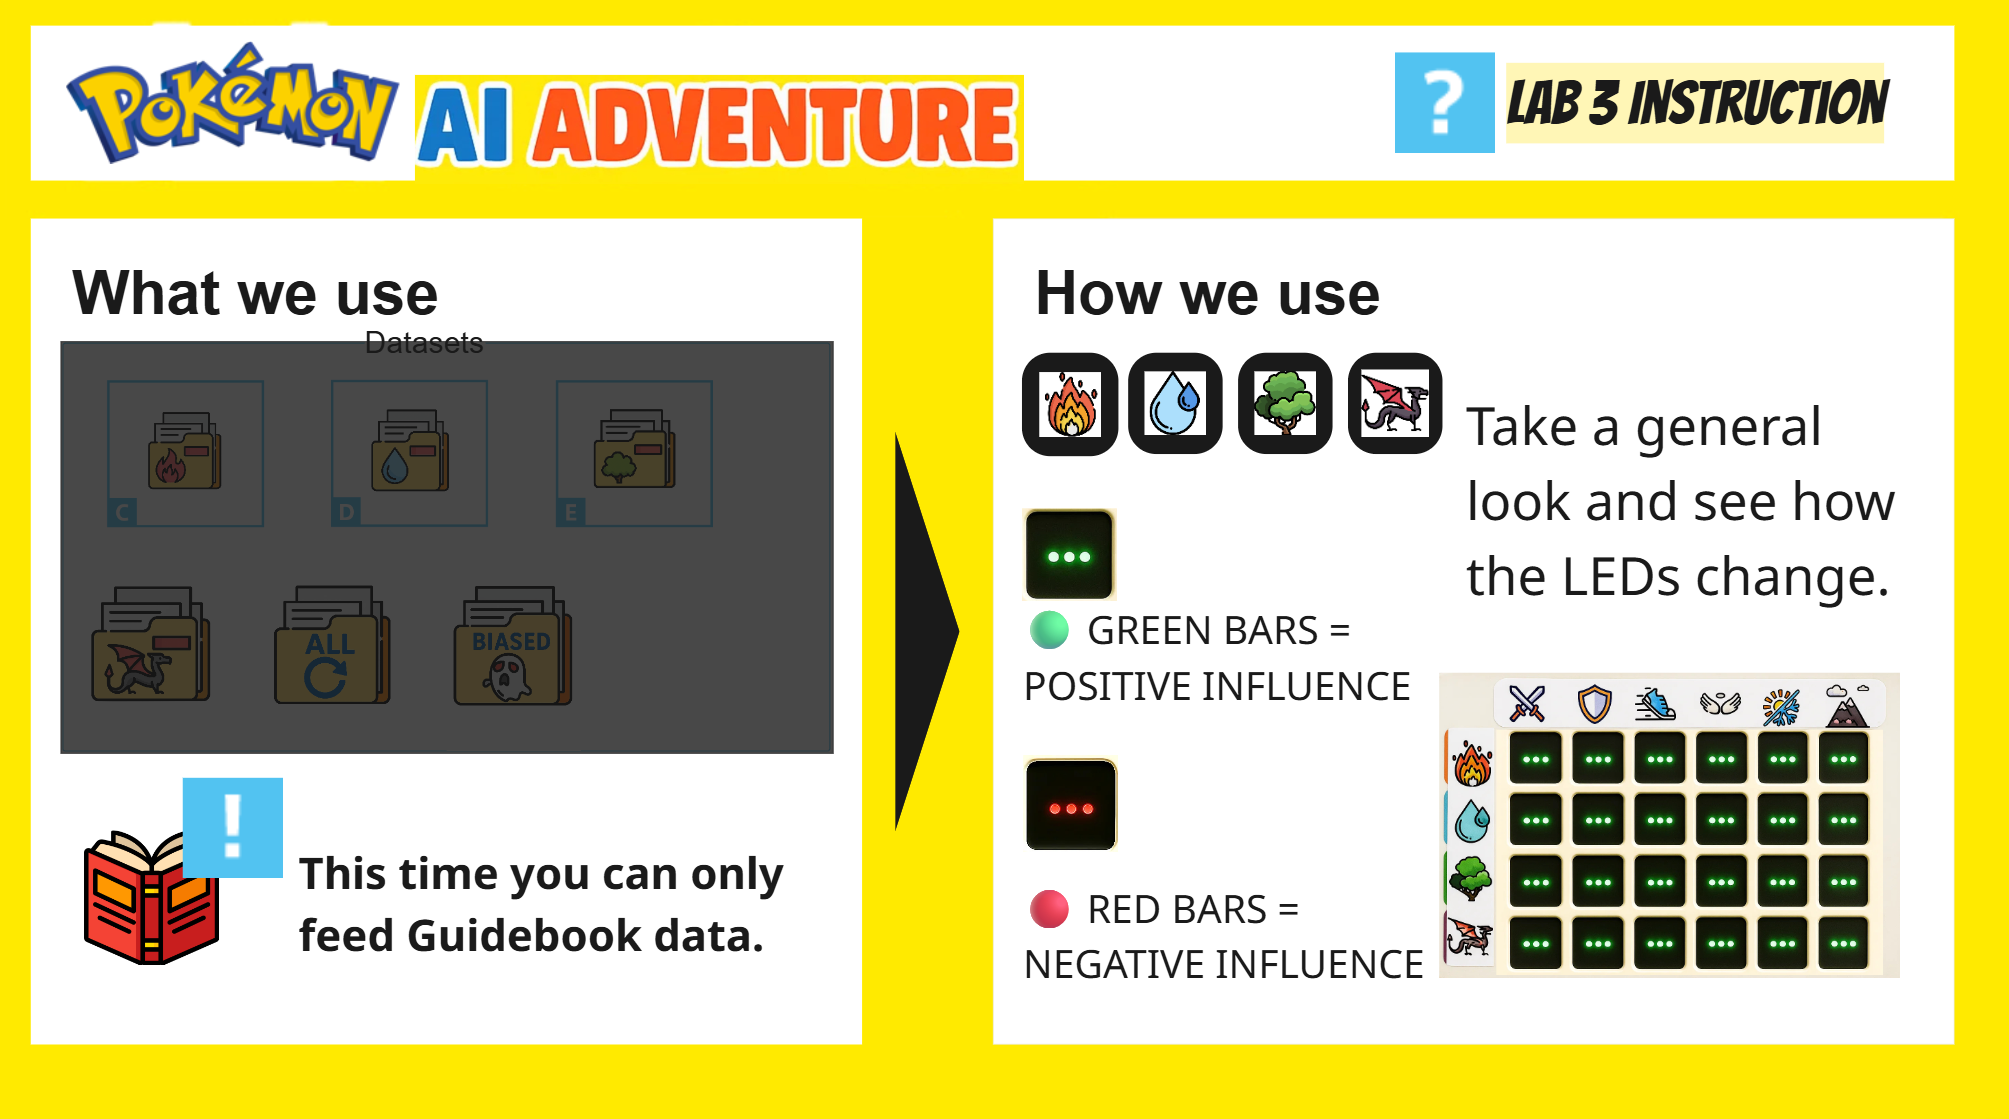 POKéMON AI ADVENTURE
? LAB 3 INSTRUCTION
What we use
Datasets
C
D
E
ALL
BIASED
!
This time you can only
feed Guidebook data.
How we use
Take a general
look and see how
the LEDs change.
GREEN BARS =
POSITIVE INFLUENCE
RED BARS =
NEGATIVE INFLUENCE